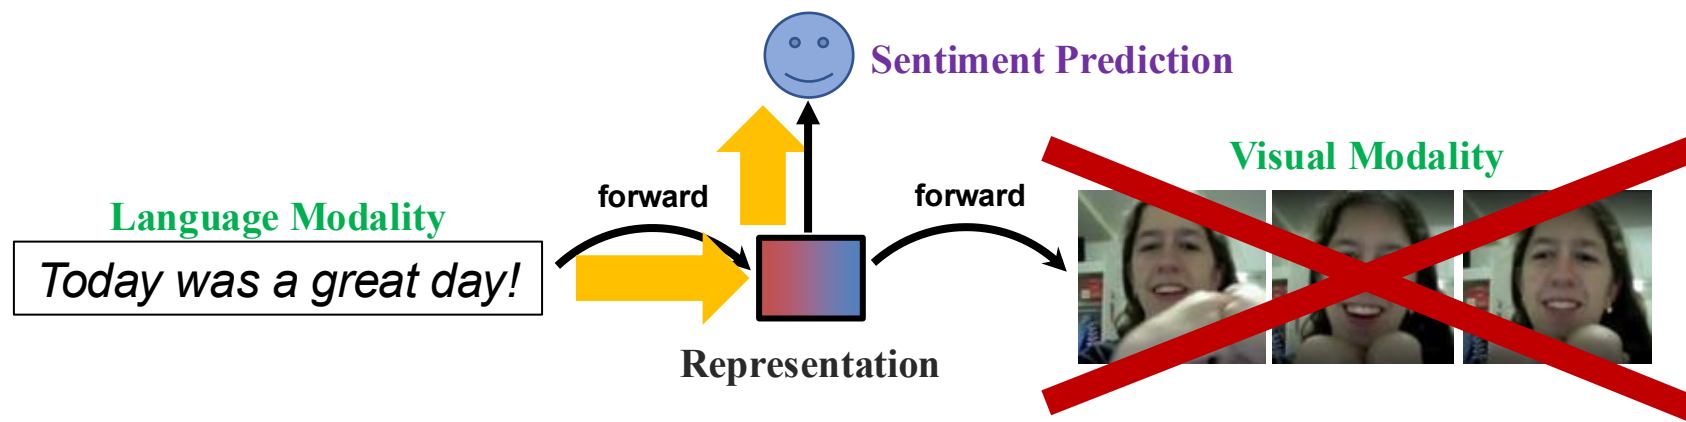 Sentiment Prediction
Visual Modality
forward
forward
Language Modality
Today was a great day!
Representation